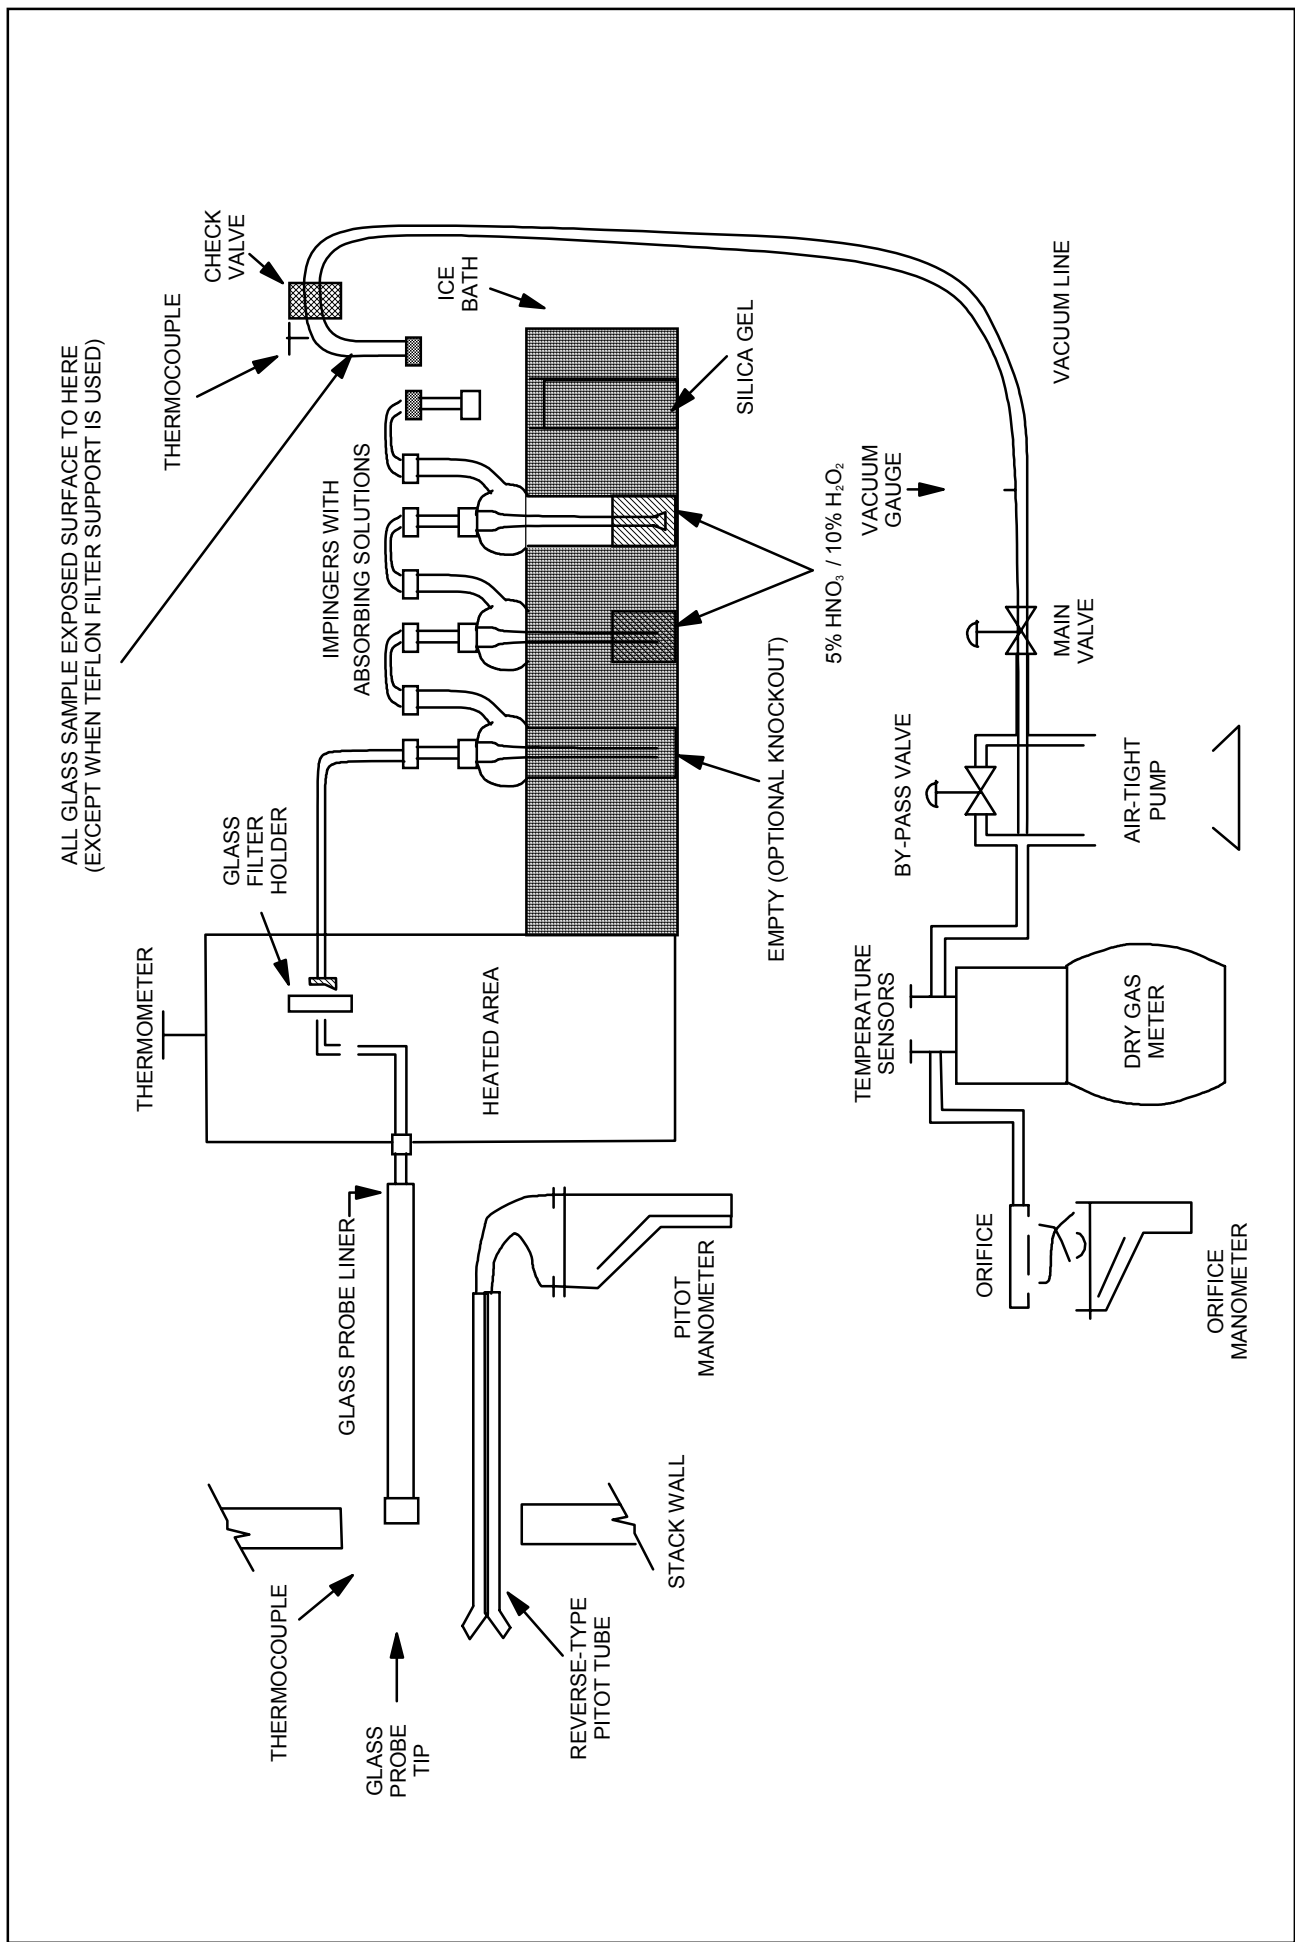 ALL GLASS SAMPLE EXPOSED SURFACE TO HERE
(EXCEPT WHEN TEFLON FILTER SUPPORT IS USED)
THERMOMETER
THERMOCOUPLE
CHECK
VALVE
GLASS
FILTER
HOLDER
IMPINGERS WITH
ABSORBING SOLUTIONS
ICE
BATH
THERMOCOUPLE
GLASS PROBE LINER
GLASS
PROBE
TIP
HEATED AREA
REVERSE-TYPE
PITOT TUBE
STACK WALL
PITOT
MANOMETER
EMPTY (OPTIONAL KNOCKOUT)
SILICA GEL
5% HNO₃ / 10% H₂O₂
VACUUM
GAUGE
TEMPERATURE
SENSORS
BY-PASS VALVE
MAIN
VALVE
VACUUM LINE
ORIFICE
DRY GAS
METER
AIR-TIGHT
PUMP
ORIFICE
MANOMETER